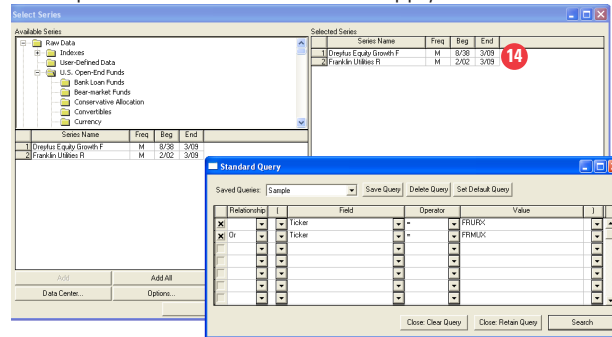 Select Series
Available Series
Raw Data
Indexes
User-Defined Data
U.S. Open-End Funds
Bank Loan Funds
Bear-market Funds
Conservative Allocation
Convertibles
Currency
Series Name Freq Beg End
1 Dreyfus Equity Growth F M 8/38 3/09
2 Franklin Utilities R M 2/02 3/09
Add Add All
Data Center... Options...
Selected Series
Series Name Freq Beg End
1 Dreyfus Equity Growth F M 8/38 3/09
2 Franklin Utilities R M 2/02 3/09
14
Standard Query
Saved Queries: Sample Save Query Delete Query Set Default Query
Relationship ( Field Operator Value )
X Ticker = FRURX
X Or Ticker = FRMUX
Close: Clear Query Close: Retain Query Search